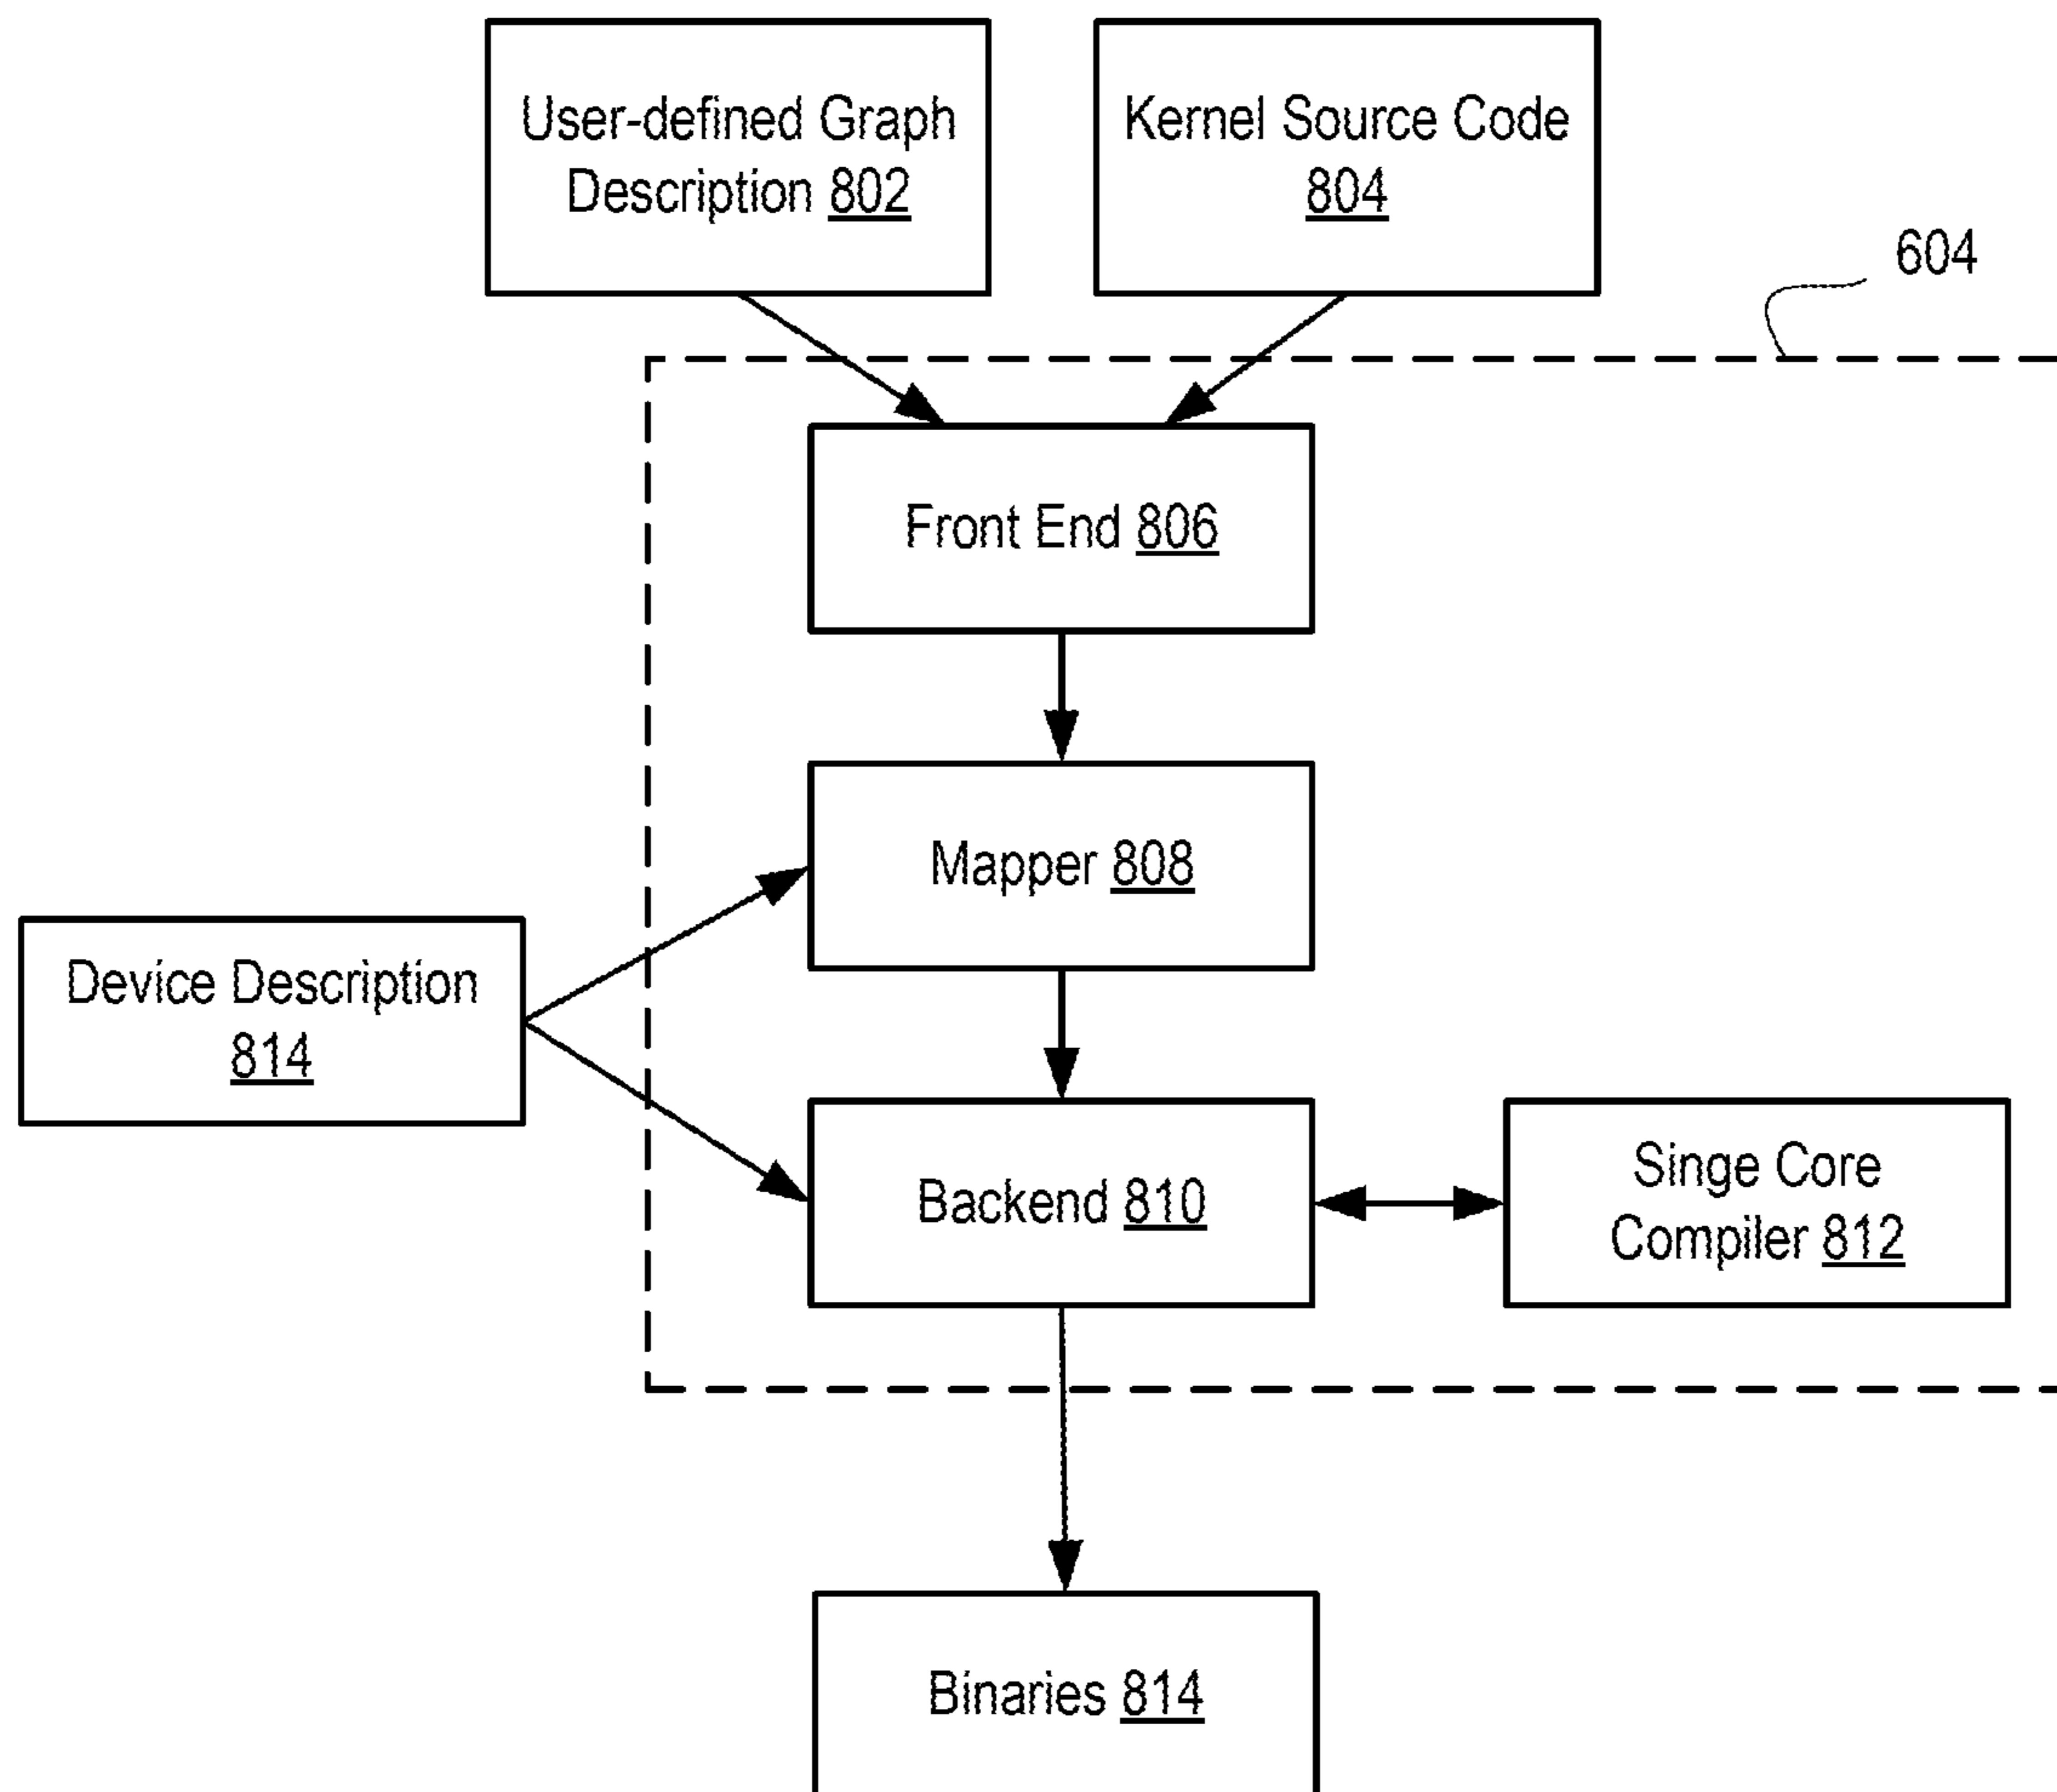 User-defined Graph
Description 802
Kernel Source Code
804
604
Front End 806
Mapper 808
Device Description
814
Backend 810
Singe Core
Compiler 812
Binaries 814